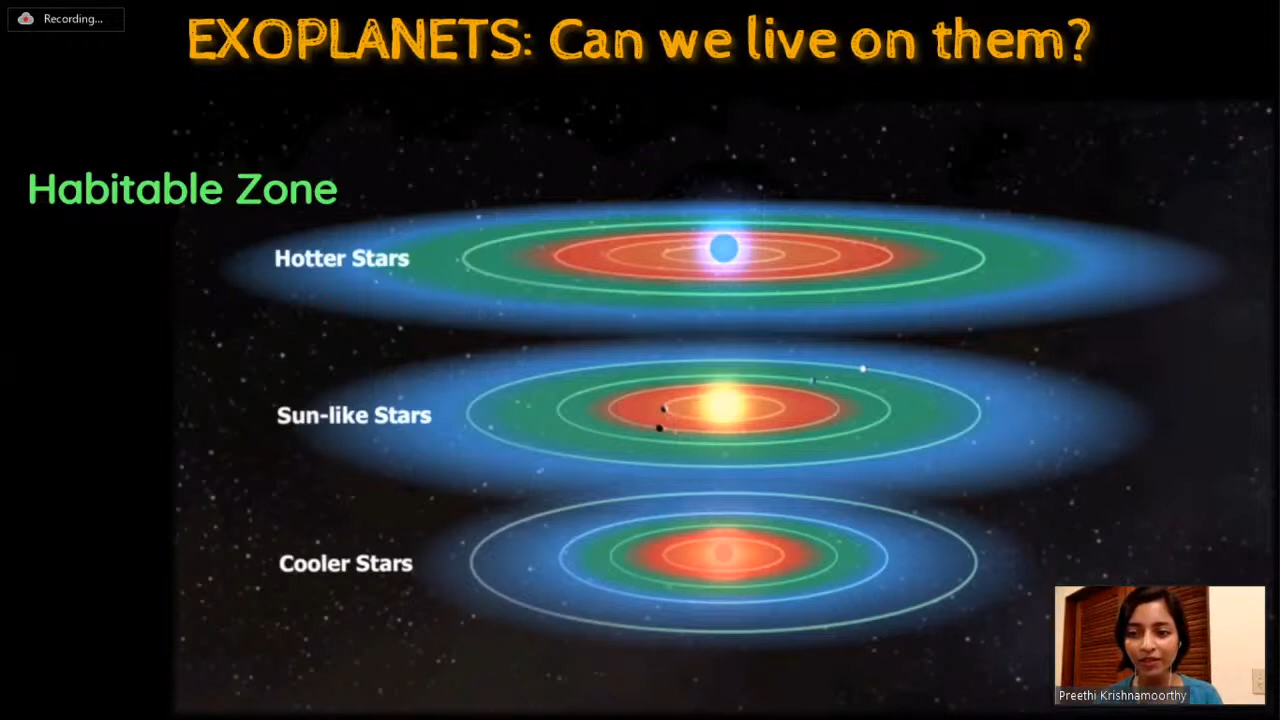 Recording...
EXOPLANETS: Can we live on them?
Habitable Zone
Hotter Stars
Sun-like Stars
Cooler Stars
Preethi Krishnamoorthy